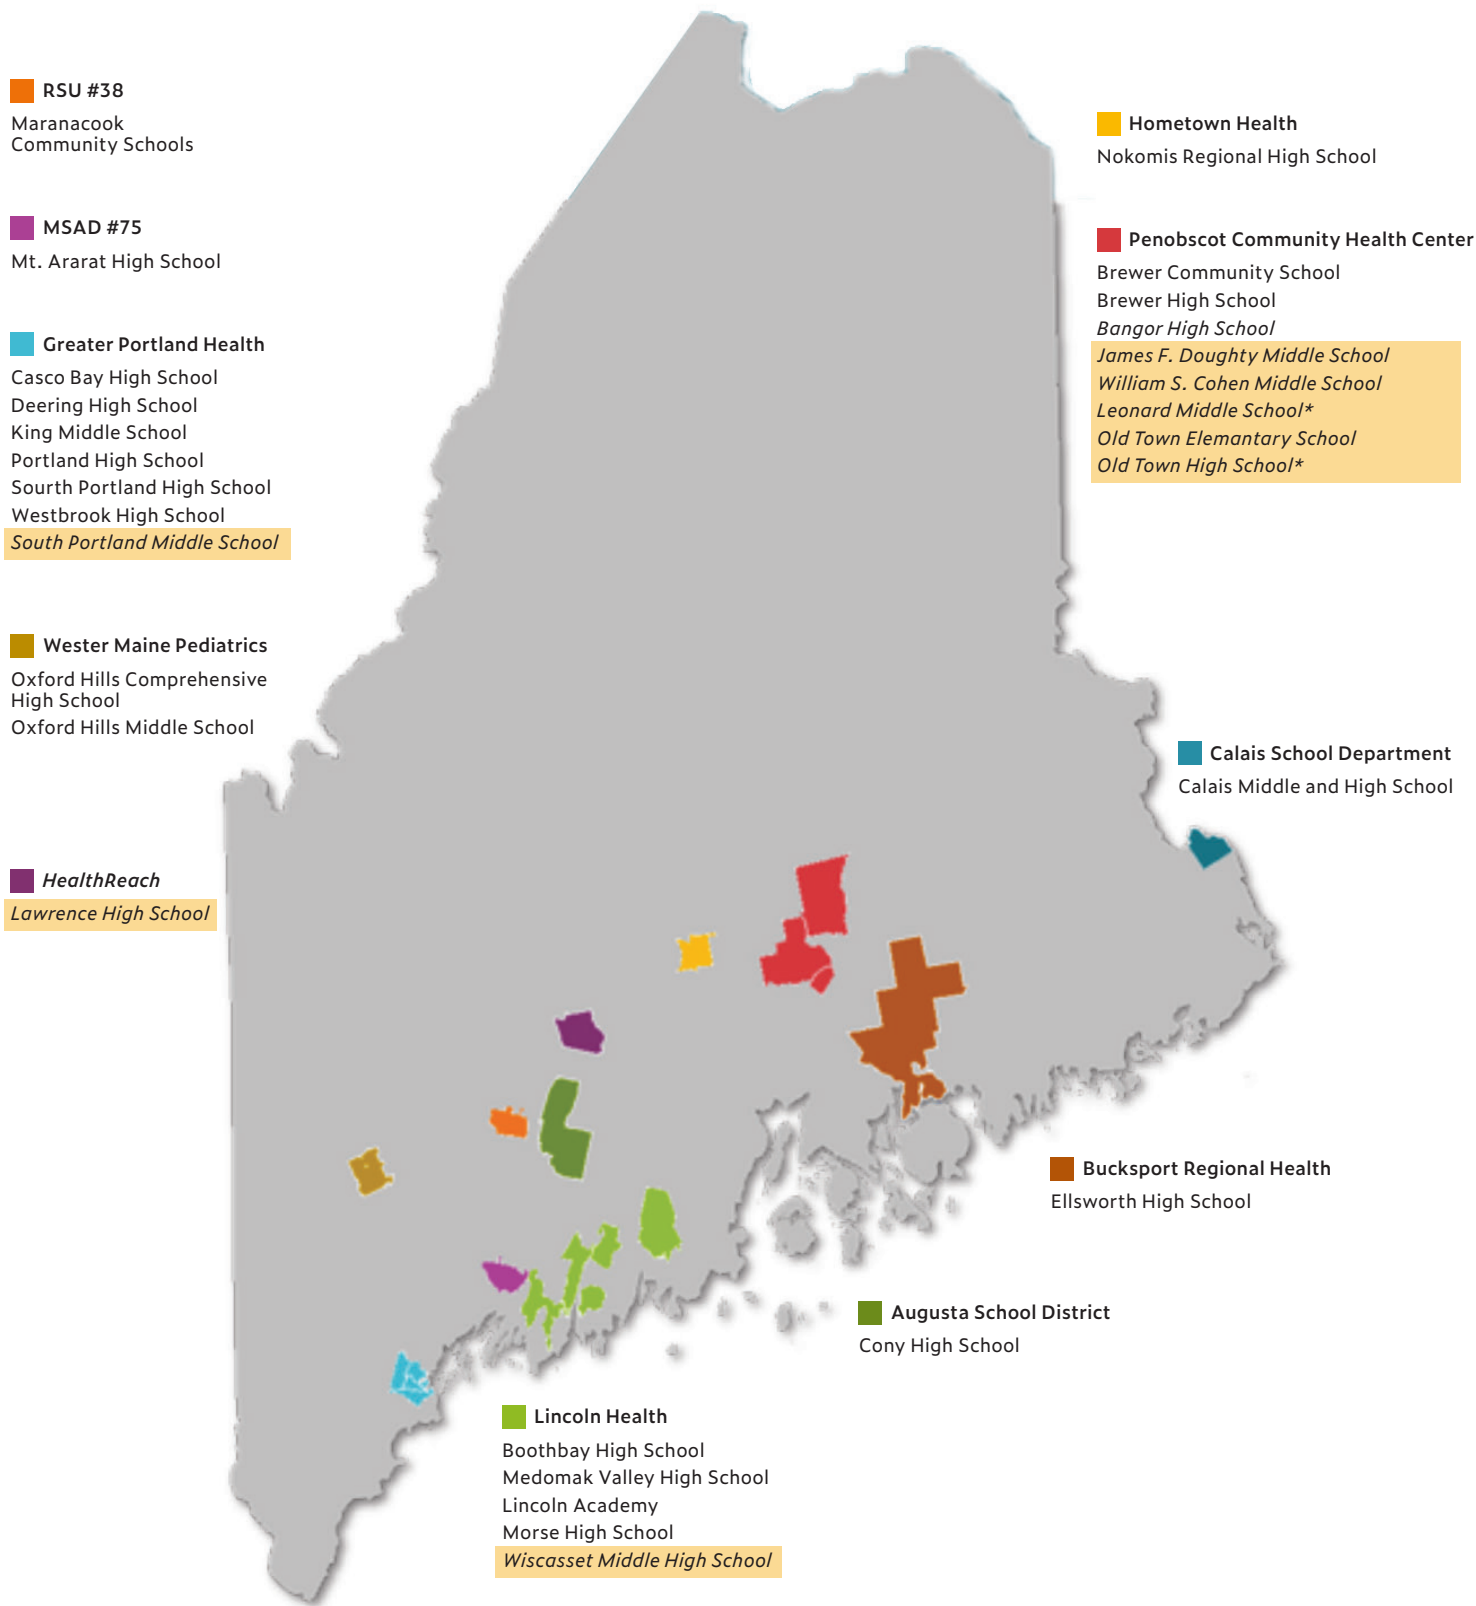 RSU #38
Maranacook
Community Schools
MSAD #75
Mt. Ararat High School
Greater Portland Health
Casco Bay High School
Deering High School
King Middle School
Portland High School
Sourth Portland High School
Westbrook High School
South Portland Middle School
Wester Maine Pediatrics
Oxford Hills Comprehensive
High School
Oxford Hills Middle School
HealthReach
Lawrence High School
Hometown Health
Nokomis Regional High School
Penobscot Community Health Center
Brewer Community School
Brewer High School
Bangor High School
James F. Doughty Middle School
William S. Cohen Middle School
Leonard Middle School*
Old Town Elemantary School
Old Town High School*
Calais School Department
Calais Middle and High School
Bucksport Regional Health
Ellsworth High School
Augusta School District
Cony High School
Lincoln Health
Boothbay High School
Medomak Valley High School
Lincoln Academy
Morse High School
Wiscasset Middle High School